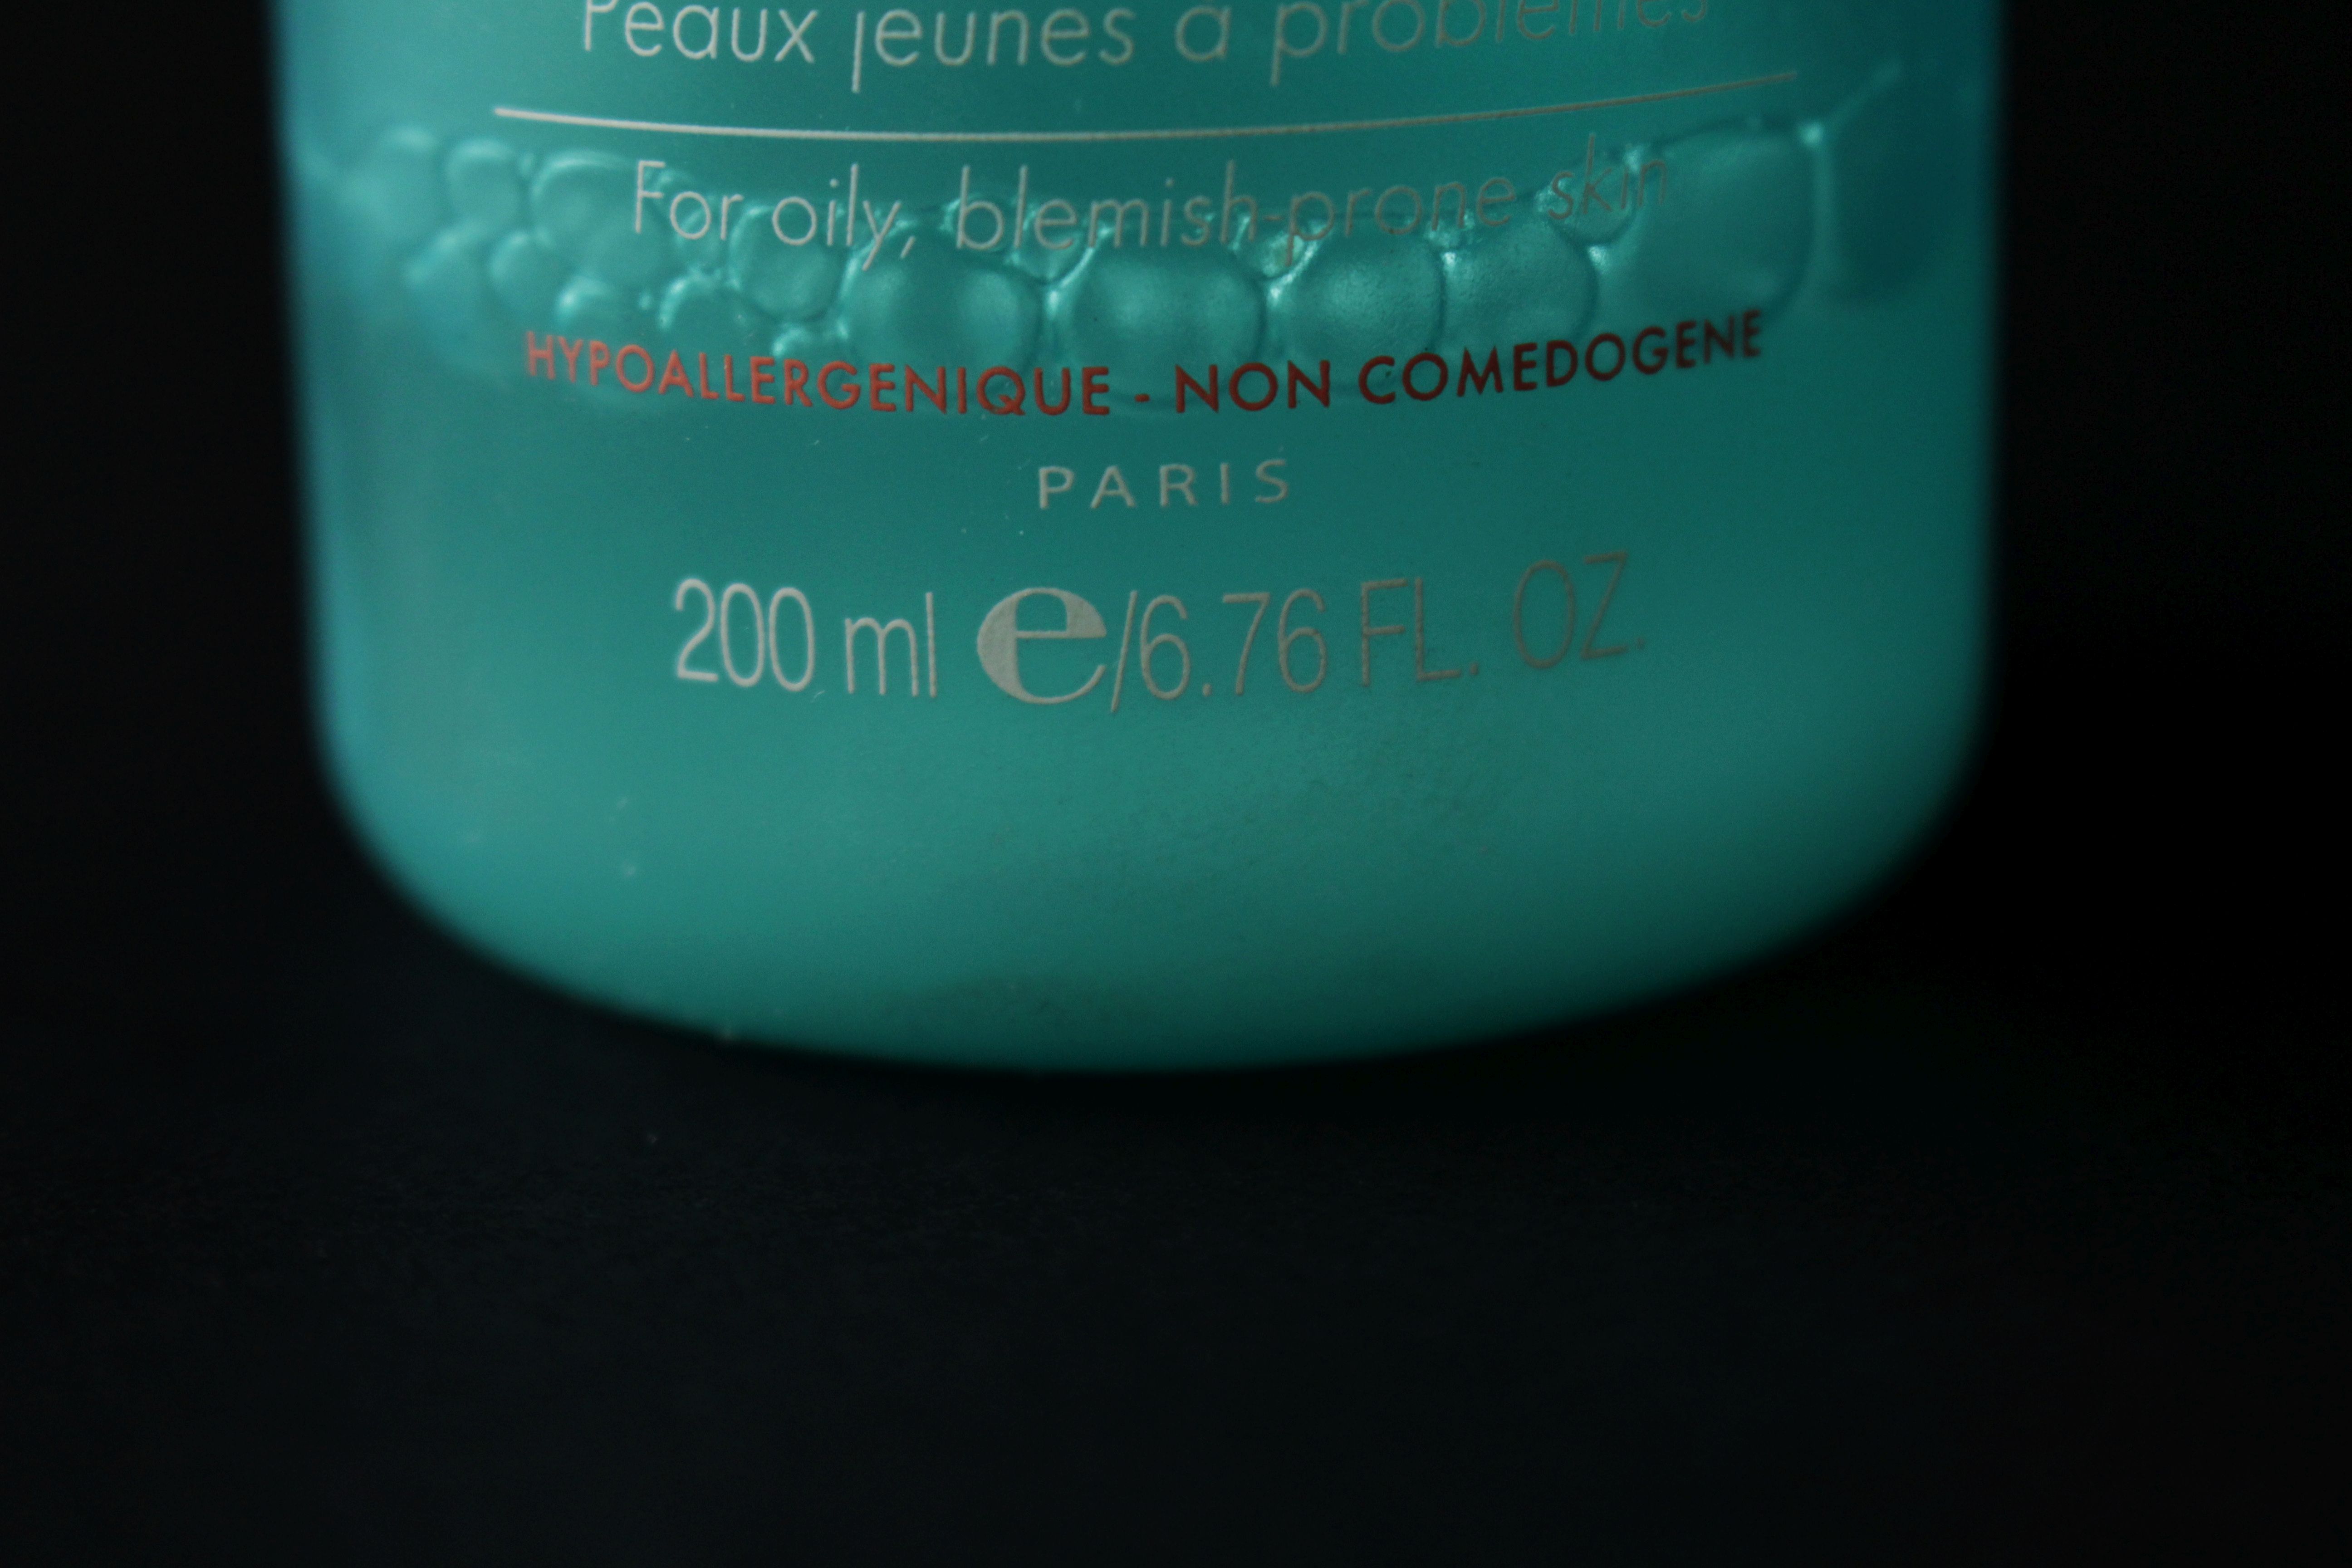 Peaux jeunes à problèmes
For oily, blemish-prone skin
HYPOALLERGENIQUE - NON COMEDOGENE
PARIS
200 ml e/6.76 FL. OZ.